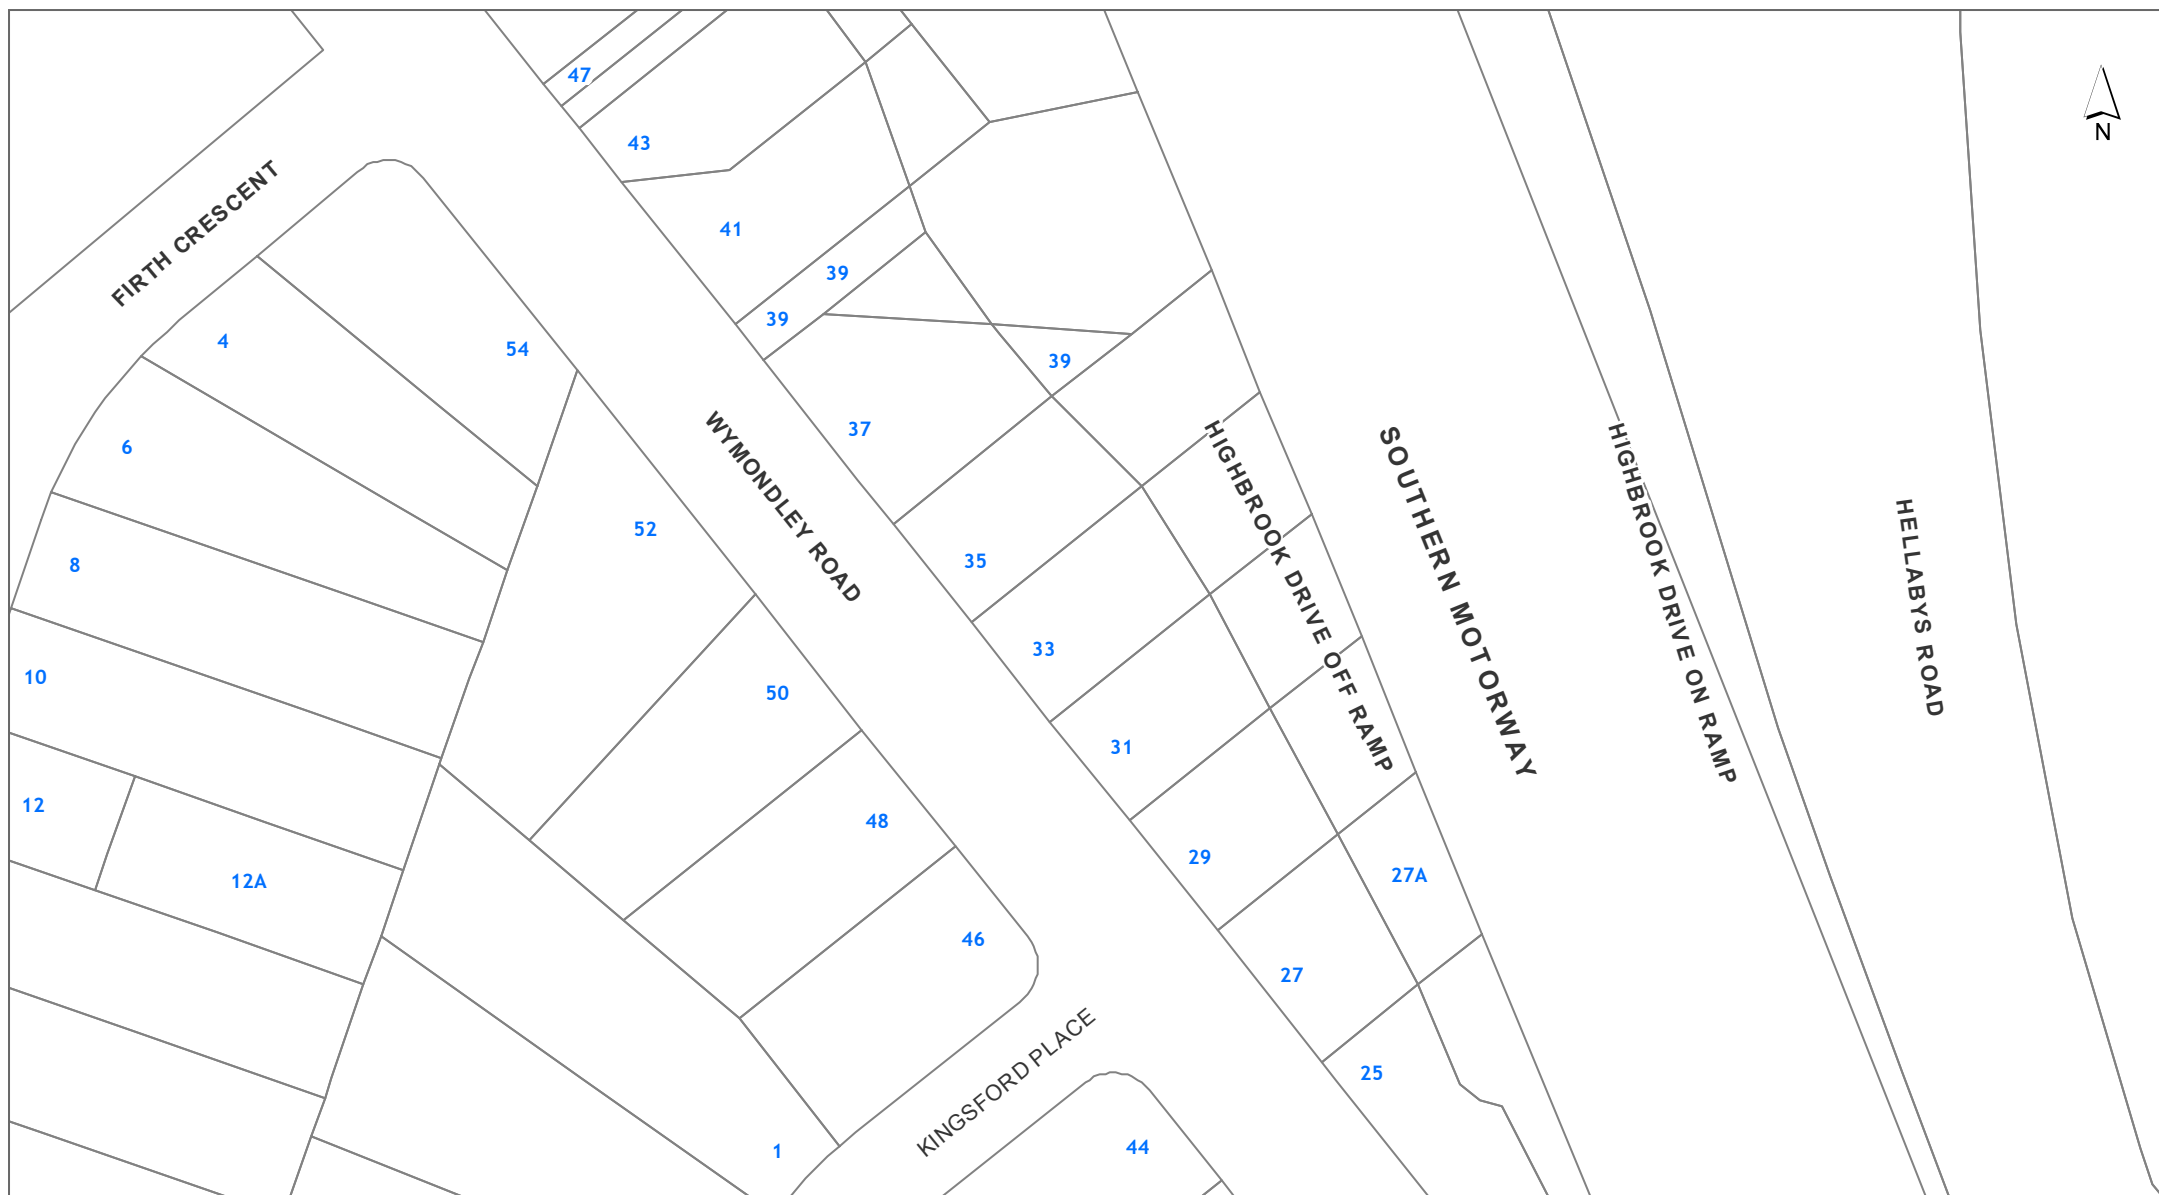 47
43
FIRTH CRESCENT
N
41
39
39
4
54
39
37
6
WYMONDLEY ROAD
52
HIGHBROOK DRIVE OFF RAMP
SOUTHERN MOTORWAY
HIGHBROOK DRIVE ON RAMP
HELLABYS ROAD
8
35
33
10
50
31
12
48
29
12A
27A
46
27
KINGSFORD PLACE
25
1
44